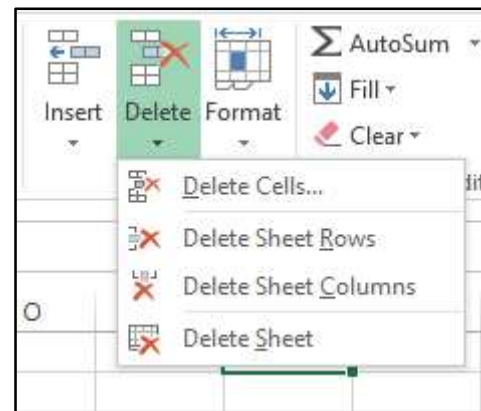 AutoSum
Fill
Insert Delete Format
Clear
Delete Cells...
Delete Sheet Rows
Delete Sheet Columns
O
Delete Sheet